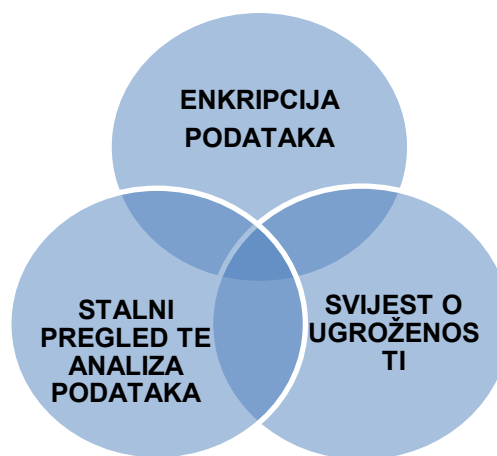 ENKRIPCIJA
PODATAKA
STALNI
PREGLED TE
ANALIZA
PODATAKA
SVIJEST O
UGROŽENOS
TI